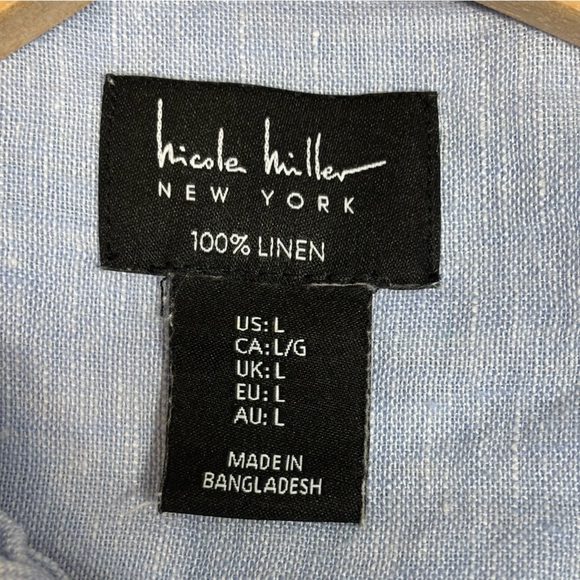 Nicole Miller
NEW YORK
100% LINEN
US: L
CA: L/G
UK: L
EU: L
AU: L
MADE IN
BANGLADESH